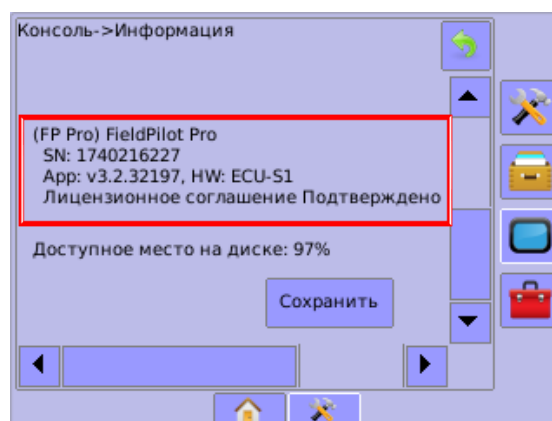 Консоль->Информация
(FP Pro) FieldPilot Pro
SN: 1740216227
App: v3.2.32197, HW: ECU-S1
Лицензионное соглашение Подтверждено
Доступное место на диске: 97%
Сохранить